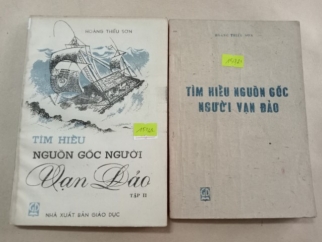 HOÀNG THIẾU SƠN
TÌM HIỂU
NGUỒN GỐC NGƯỜI
Vạn Đảo
TẬP II
NHÀ XUẤT BẢN GIÁO DỤC
TÌM HIỂU NGUỒN GỐC
NGƯỜI VẠN ĐẢO